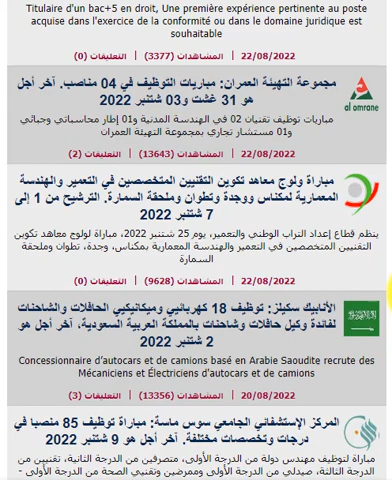 Titulaire d'un bac+5 en droit, Une première expérience pertinente au poste
acquise dans l'exercice de la conformité ou dans le domaine juridique est
souhaitable
22/08/2022 | المشاهدات (3377) | التعليقات (0)
مجموعة التهيئة العمران: مباريات التوظيف في 04 مناصب. آخر أجل
هو 31 غشت و03 شتنبر 2022
al omrane
مباريات توظيف تقنيات 02 في الهندسة المدنية و01 إطار محاسباتي وجبائي
و01 مستشار تجاري بمجموعة التهيئة العمران
22/08/2022 | المشاهدات (13643) | التعليقات (2)
مباراة ولوج معاهد تكوين التقنيين المتخصصين في التعمير والهندسة
المعمارية لمكناس ووجدة وتطوان وملحقة السمارة. الترشيح من 1 إلى
7 شتنبر 2022
ينظم قطاع إعداد التراب الوطني والتعمير، يوم 25 شتنبر 2022، مباراة لولوج معاهد تكوين
التقنيين المتخصصين في التعمير والهندسة المعمارية بمكناس، وجدة، تطوان وملحقة
السمارة
22/08/2022 | المشاهدات (9628) | التعليقات (0)
الأنابيك سكيلز: توظيف 18 كهربائيي وميكانيكيي الحافلات والشاحنات
لفائدة وكيل حافلات وشاحنات بالمملكة العربية السعودية، آخر أجل هو
2 شتنبر 2022
Concessionnaire d'autocars et de camions basé en Arabie Saoudite recrute des
Mécaniciens et Électriciens d'autocars et de camions
20/08/2022 | المشاهدات (13356) | التعليقات (3)
المركز الإستشفائي الجامعي سوس ماسة: مباراة توظيف 85 منصبا في
درجات وتخصصات مختلفة. آخر أجل هو 9 شتنبر 2022
مباراة لتوظيف مهندس دولة من الدرجة الأولى، متصرفين من الدرجة الثانية، تقنيين من
الدرجة الثالثة، صيدلي من الدرجة الأولى وممرضين وتقنيي الصحة من الدرجة الأولى -